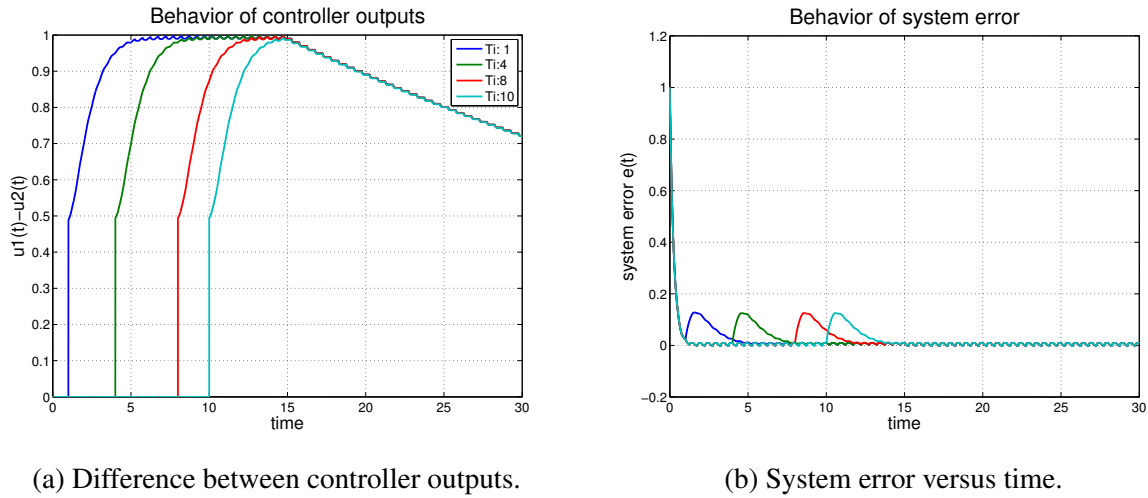 Behavior of controller outputs
u1(t)−u2(t)
1
0.9
0.8
0.7
0.6
0.5
0.4
0.3
0.2
0.1
0
Ti: 1
Ti:4
Ti:8
Ti:10
0 5 10 15 20 25 30
time
(a) Difference between controller outputs.
Behavior of system error
system error e(t)
1.2
1
0.8
0.6
0.4
0.2
0
−0.2
0 5 10 15 20 25 30
time
(b) System error versus time.